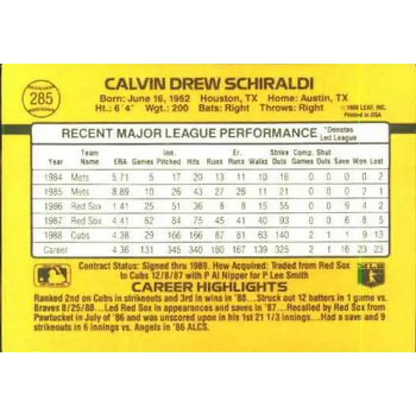 285
CALVIN DREW SCHIRALDI
Born: June 16, 1962 Houston, TX Home: Austin, TX
Ht.: 6'4" Wgt.: 200 Bats: Right Throws: Right
©1988 LEAF, INC.
Printed in USA
RECENT MAJOR LEAGUE PERFORMANCE *Denotes Led League
Year Team Name ERA Games Inn. Pitched Hits Runs Er. Runs Walks Strike Outs Comp. Games Shut Outs Save Won Lost
1984 Mets 5.71 5 17 20 13 11 10 16 0 0 0 0 2
1985 Mets 8.89 10 26 43 27 26 11 21 0 0 0 2 1
1986 Red Sox 1.41 25 51 36 8 8 15 55 0 0 9 4 2
1987 Red Sox 4.41 62 84 75 45 41 40 93 0 0 6 8 5
1988 Cubs 4.38 29 166 166 87 81 63 140 2 1 1 9 13
Career 4.36 131 345 340 180 167 139 325 2 1 16 23 23
Contract Status: Signed thru 1989. How Acquired: Traded from Red Sox
to Cubs 12/8/87 with P Al Nipper for P Lee Smith
CAREER HIGHLIGHTS
Ranked 2nd on Cubs in strikeouts and 3rd in wins in '88... Struck out 12 batters in 1 game vs.
Braves 8/25/88... Led Red Sox in appearances and saves in '87... Recalled by Red Sox from
Pawtucket in July of '86 and was unscored upon in his 1st 21 1/3 innings... Had a save and 9
strikeouts in 6 innings vs. Angels in '86 ALCS.